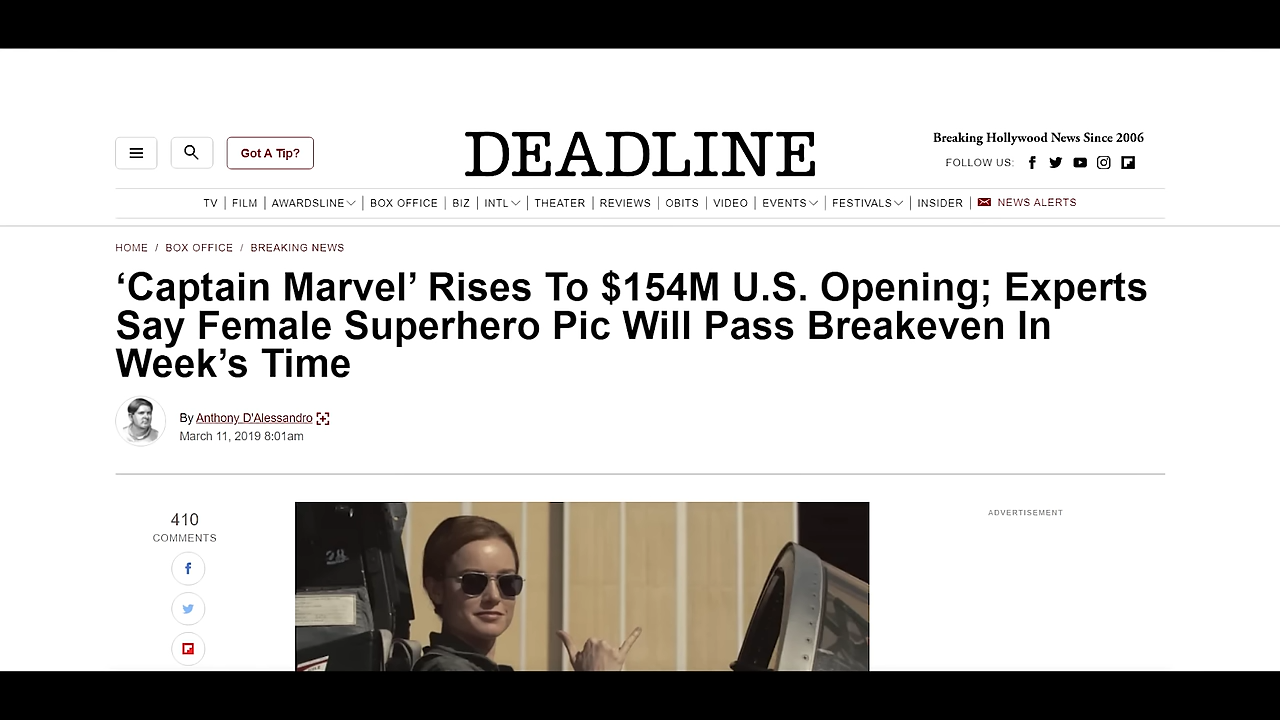 Got A Tip?
DEADLINE
Breaking Hollywood News Since 2006
FOLLOW US:
TV | FILM | AWARDSLINE | BOX OFFICE | BIZ | INTL | THEATER | REVIEWS | OBITS | VIDEO | EVENTS | FESTIVALS | INSIDER | NEWS ALERTS
HOME / BOX OFFICE / BREAKING NEWS
‘Captain Marvel’ Rises To $154M U.S. Opening; Experts
Say Female Superhero Pic Will Pass Breakeven In
Week’s Time
By Anthony D'Alessandro
March 11, 2019 8:01am
410
COMMENTS
ADVERTISEMENT